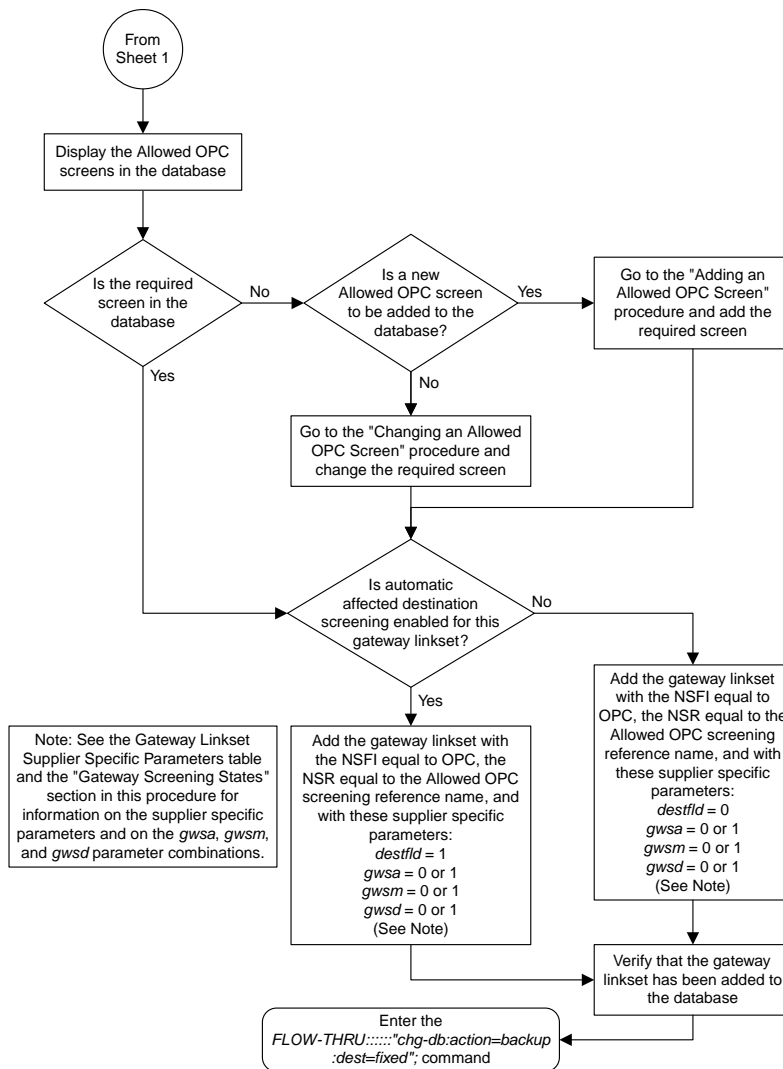 From
Sheet 1
Display the Allowed OPC
screens in the database
Is the required
screen in the
database
No
Yes
Is a new
Allowed OPC screen
to be added to the
database?
Yes
No
Go to the "Adding an
Allowed OPC Screen"
procedure and add the
required screen
Go to the "Changing an Allowed
OPC Screen" procedure and
change the required screen
Is automatic
affected destination
screening enabled for this
gateway linkset?
No
Yes
Note: See the Gateway Linkset
Supplier Specific Parameters table
and the "Gateway Screening States"
section in this procedure for
information on the supplier specific
parameters and on the gwsa, gwsm,
and gwsd parameter combinations.
Add the gateway linkset with
the NSFI equal to OPC, the
NSR equal to the Allowed OPC
screening reference name, and
with these supplier specific
parameters:
destfld = 1
gwsa = 0 or 1
gwsm = 0 or 1
gwsd = 0 or 1
(See Note)
Add the gateway linkset
with the NSFI equal to
OPC, the NSR equal to the
Allowed OPC screening
reference name, and with
these supplier specific
parameters:
destfld = 0
gwsa = 0 or 1
gwsm = 0 or 1
gwsd = 0 or 1
(See Note)
Verify that the gateway
linkset has been added to
the database
Enter the
FLOW-THRU::::::"chg-db:action=backup
:dest=fixed"; command